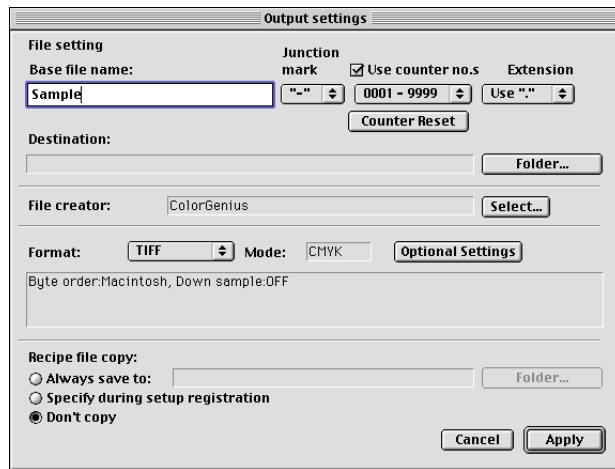 Output settings
File setting
Junction
Base file name:
mark
Use counter no.s
Extension
Sample
"-"
0001 - 9999
Use "."
Counter Reset
Destination:
Folder...
File creator:
ColorGenius
Select...
Format:
TIFF
Mode:
CMYK
Optional Settings
Byte order:Macintosh, Down sample:OFF
Recipe file copy:
Always save to:
Folder...
Specify during setup registration
Don't copy
Cancel
Apply